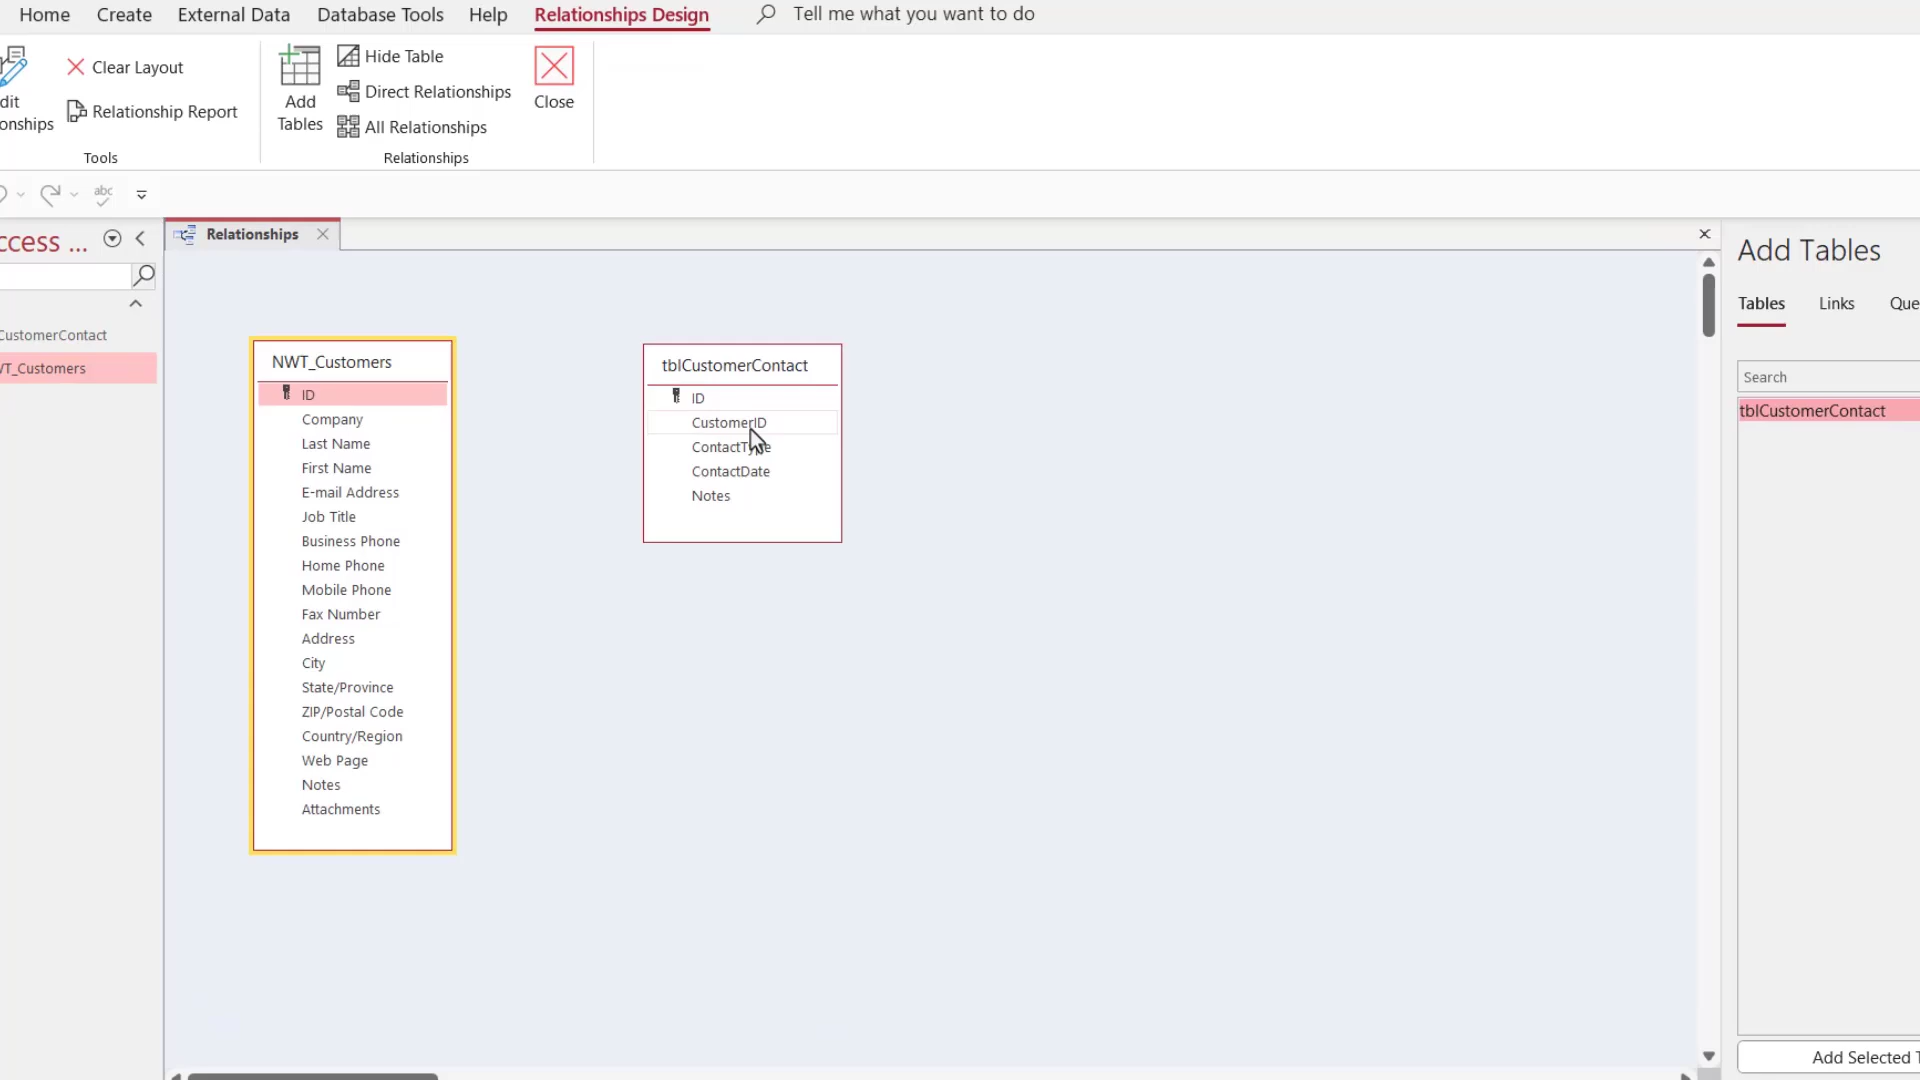 Home Create External Data Database Tools Help Relationships Design Tell me what you want to do
dit
onships
Clear Layout
Relationship Report
Tools
Add
Tables
Hide Table
Direct Relationships
All Relationships
Close
Relationships
abc
ccess ...
CustomerContact
VT_Customers
Relationships
NWT_Customers
ID
Company
Last Name
First Name
E-mail Address
Job Title
Business Phone
Home Phone
Mobile Phone
Fax Number
Address
City
State/Province
ZIP/Postal Code
Country/Region
Web Page
Notes
Attachments
tblCustomerContact
ID
CustomerID
ContactType
ContactDate
Notes
Add Tables
Tables Links Que
Search
tblCustomerContact
Add Selected T